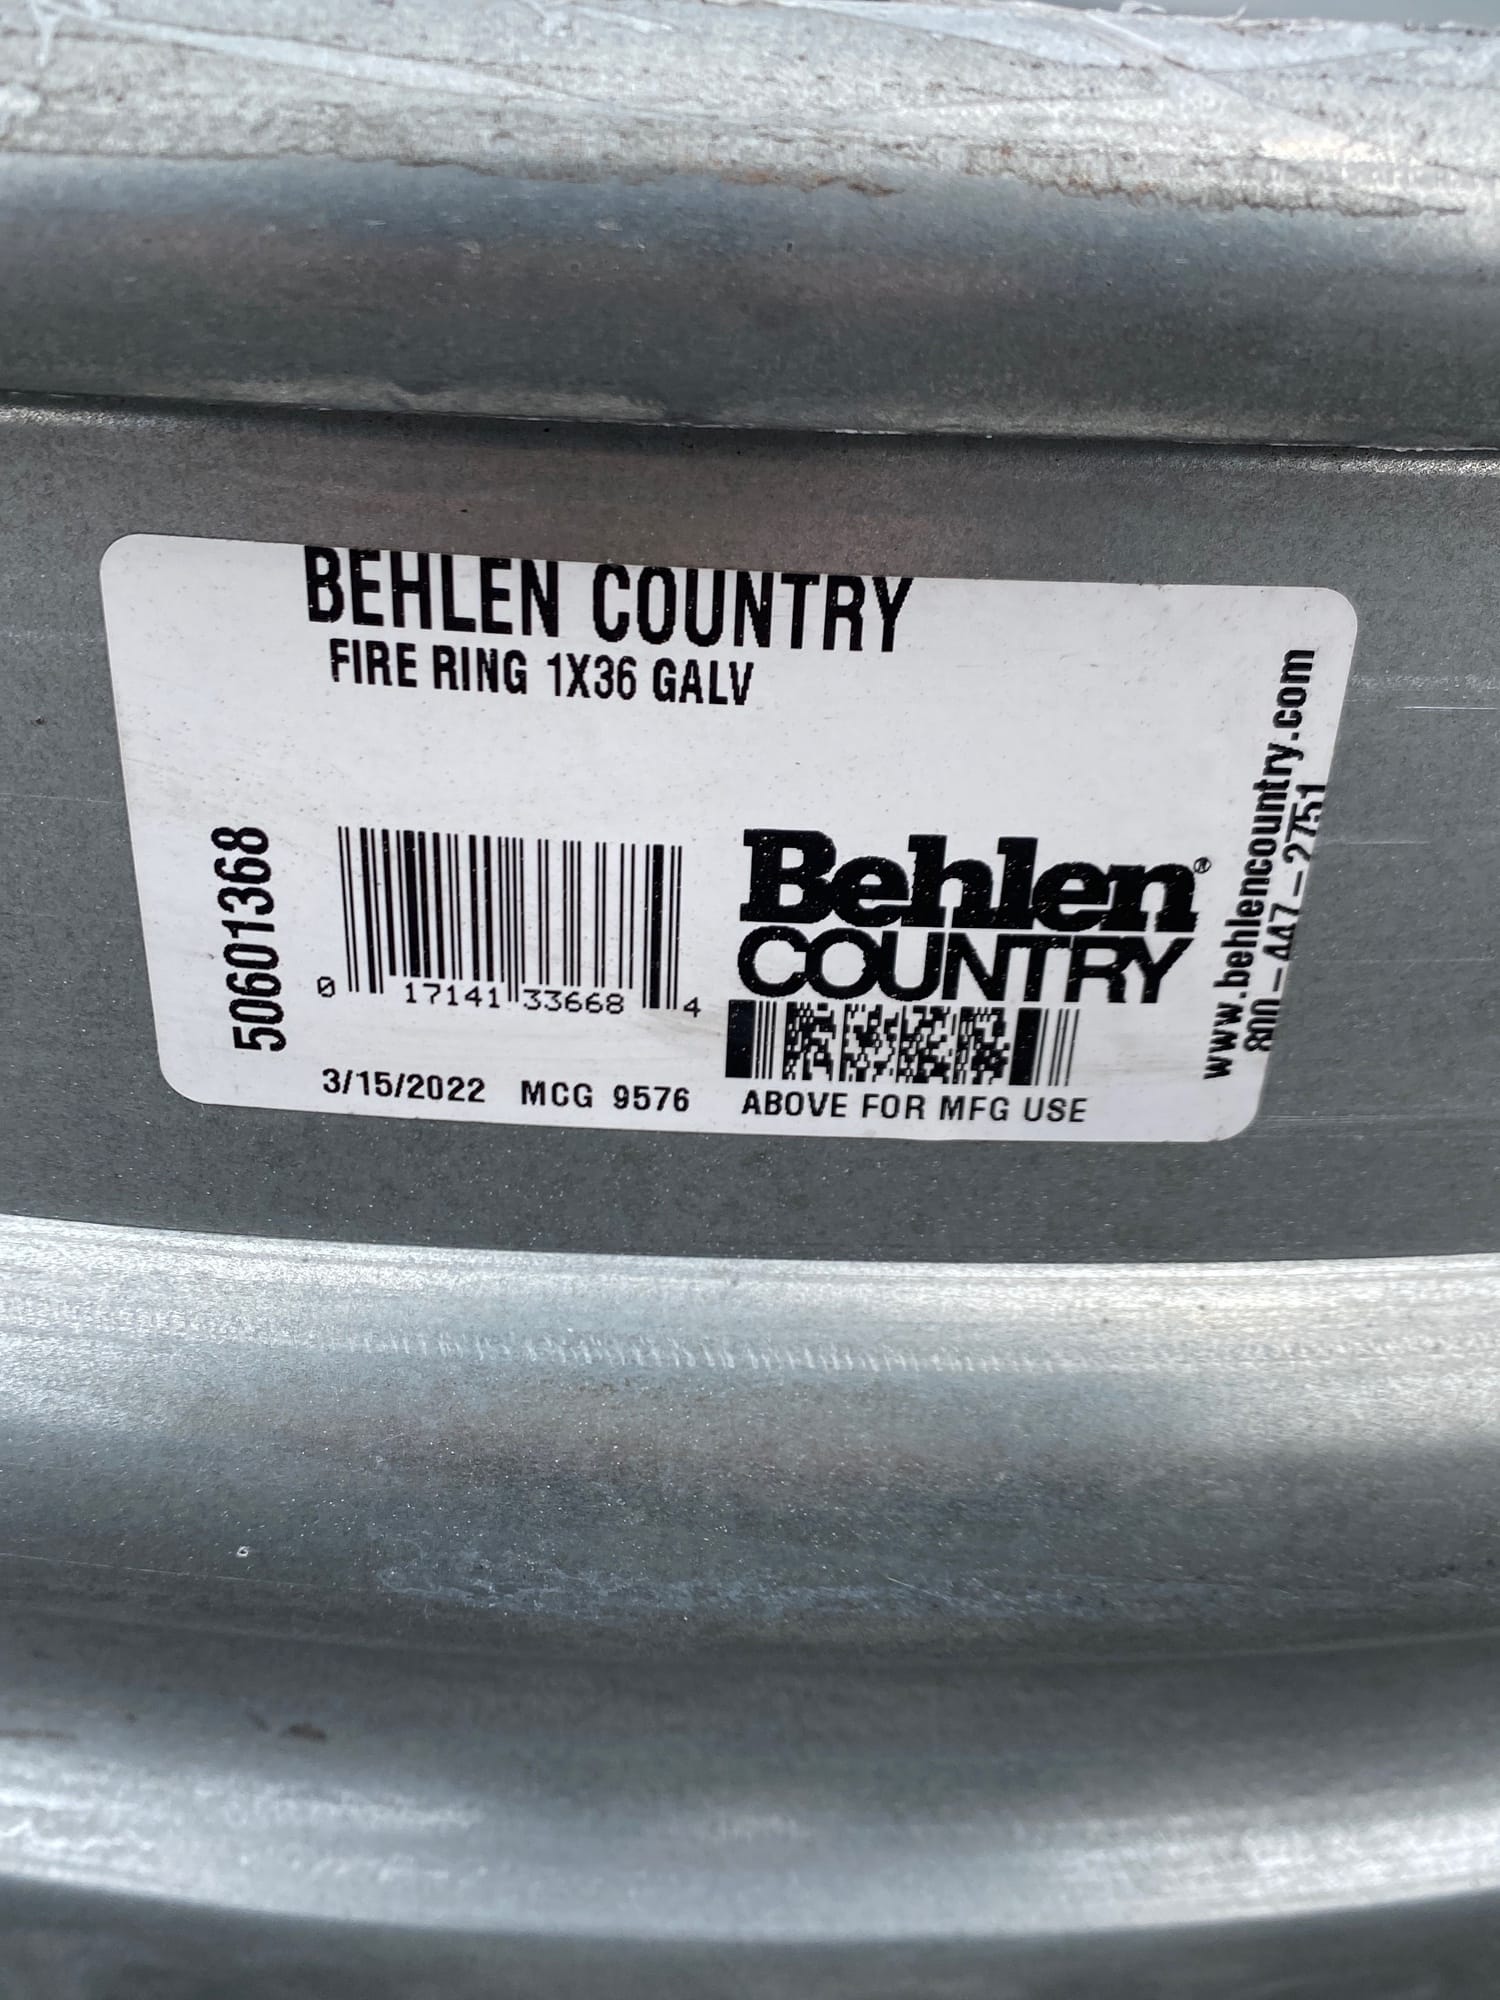 BEHLEN COUNTRY
FIRE RING 1X36 GALV
50601368
0 17141 33668 4
Behlen®
COUNTRY
3/15/2022 MCG 9576
ABOVE FOR MFG USE
www.behlencountry.com
800-447-2751